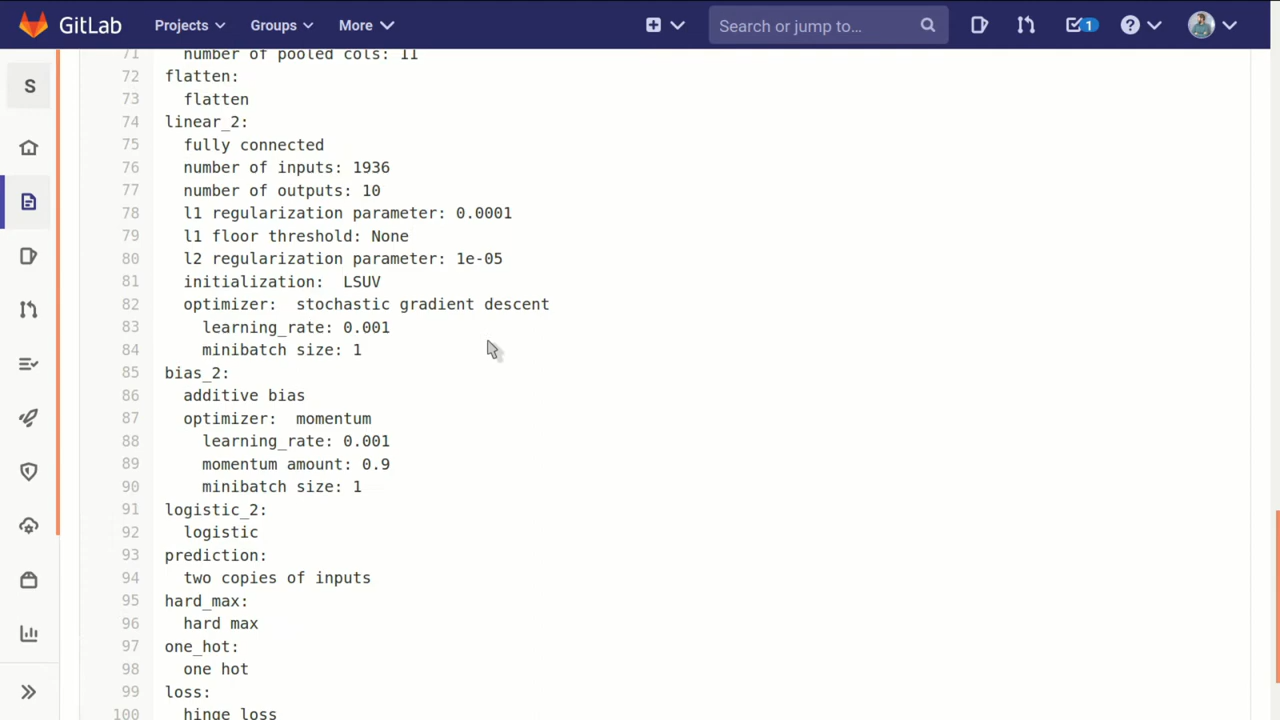 GitLab Projects Groups More Search or jump to... 1
S
71 number of pooled cols: 11
72 flatten:
73 flatten
74 linear_2:
75 fully connected
76 number of inputs: 1936
77 number of outputs: 10
78 l1 regularization parameter: 0.0001
79 l1 floor threshold: None
80 l2 regularization parameter: 1e-05
81 initialization: LSUV
82 optimizer: stochastic gradient descent
83 learning_rate: 0.001
84 minibatch size: 1
85 bias_2:
86 additive bias
87 optimizer: momentum
88 learning_rate: 0.001
89 momentum amount: 0.9
90 minibatch size: 1
91 logistic_2:
92 logistic
93 prediction:
94 two copies of inputs
95 hard_max:
96 hard max
97 one_hot:
98 one hot
99 loss:
100 hinge loss